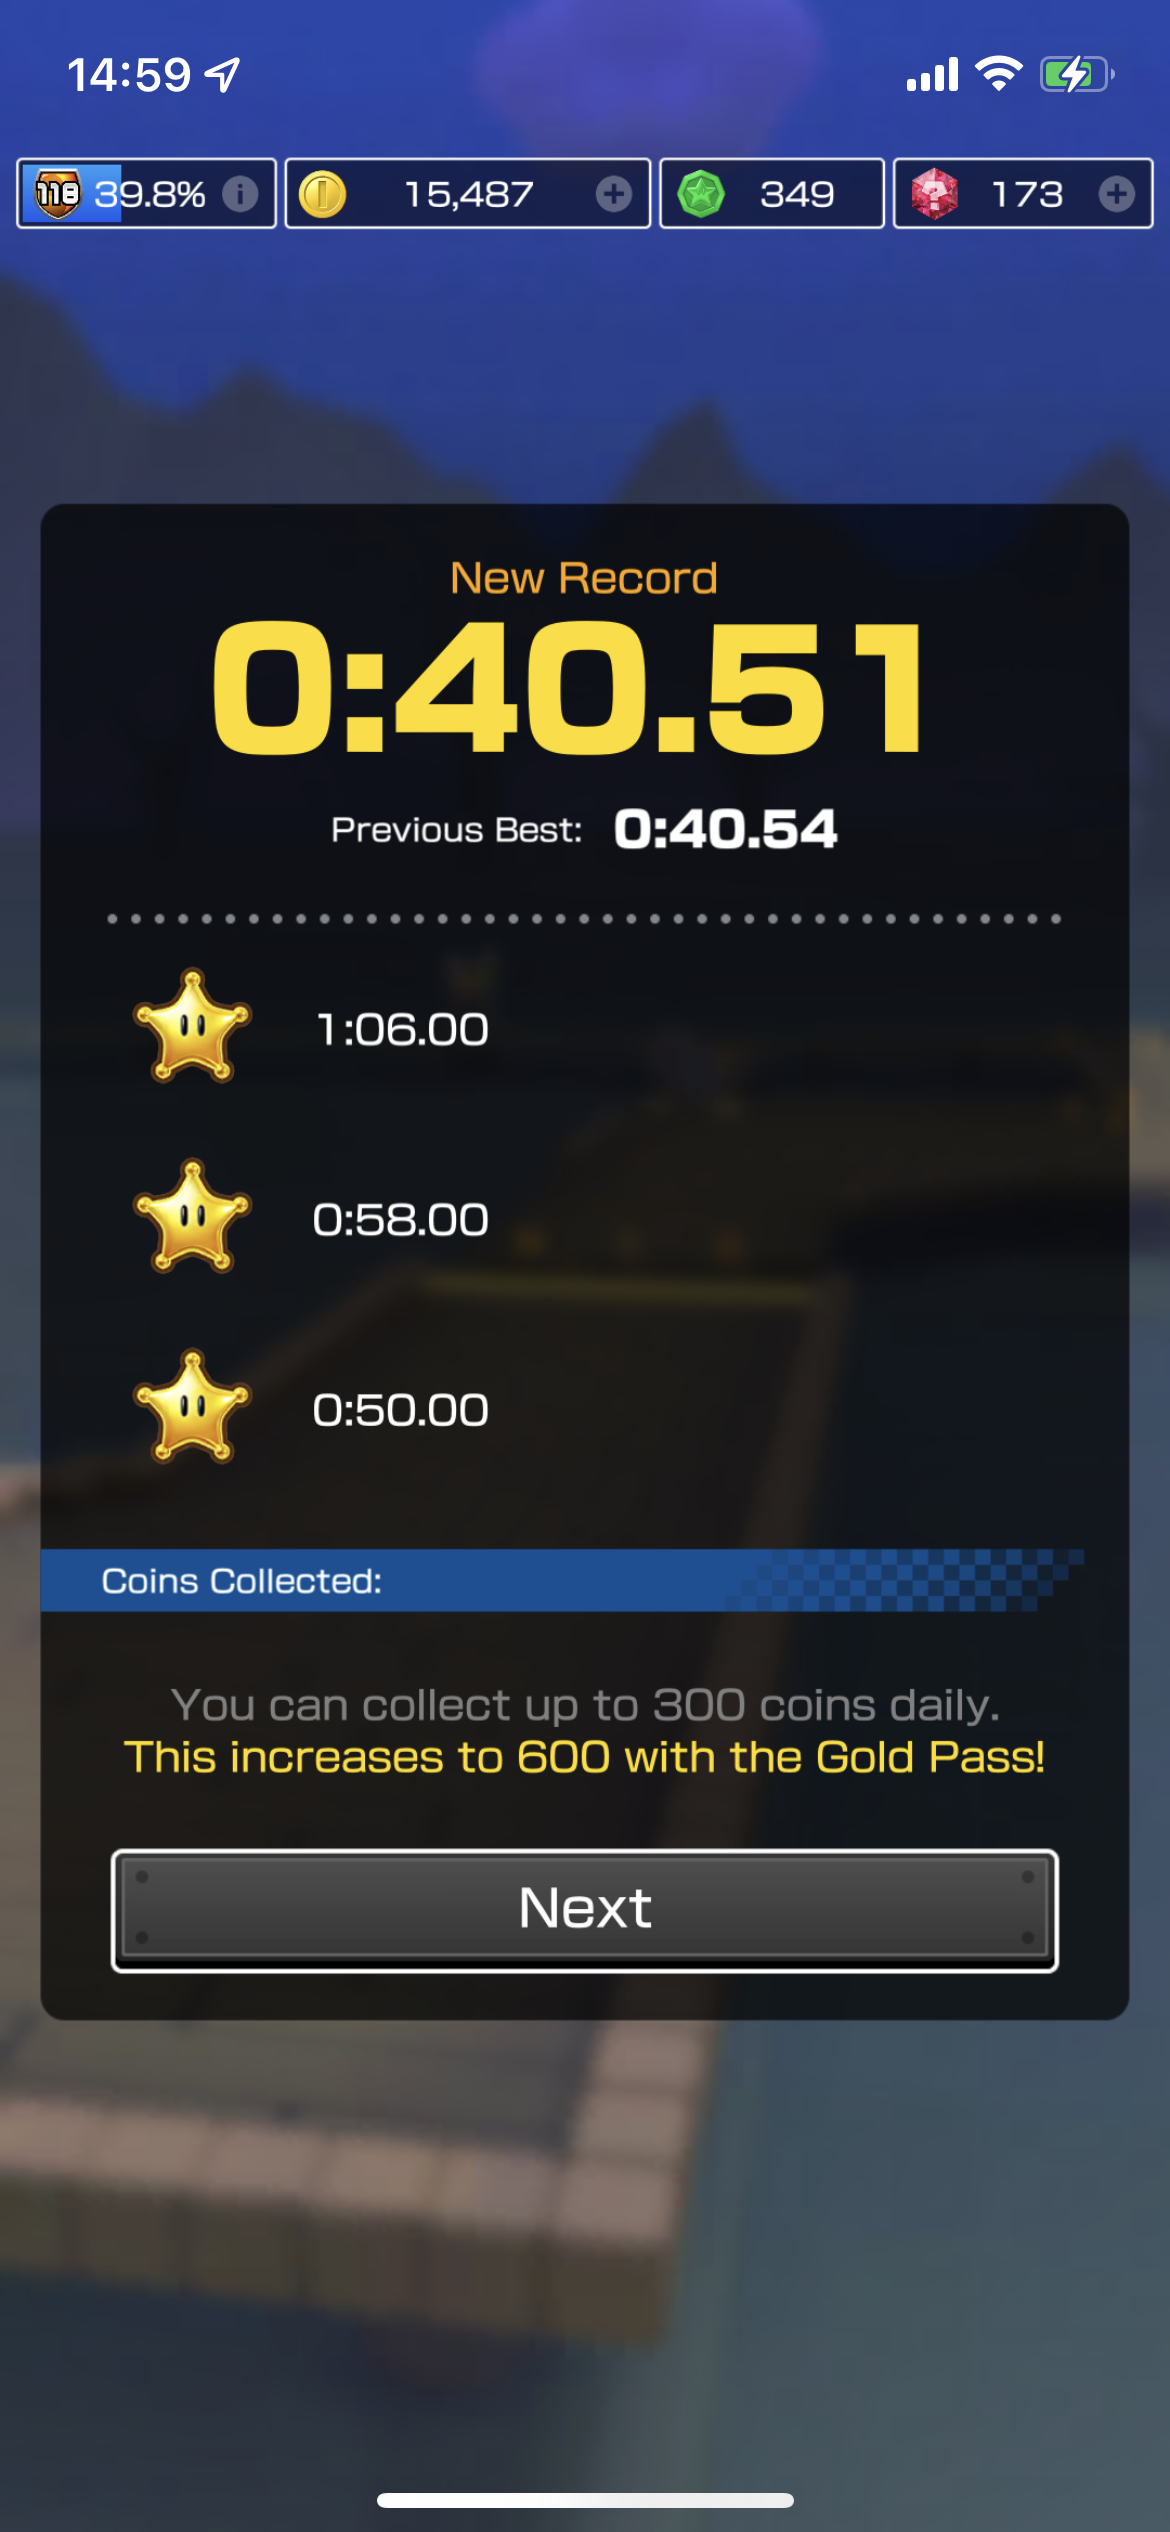 14:59
118 39.8% i 15,487 + 349 ? 173 +
New Record
0:40.51
Previous Best: 0:40.54
1:06.00
0:58.00
0:50.00
Coins Collected:
You can collect up to 300 coins daily.
This increases to 600 with the Gold Pass!
Next